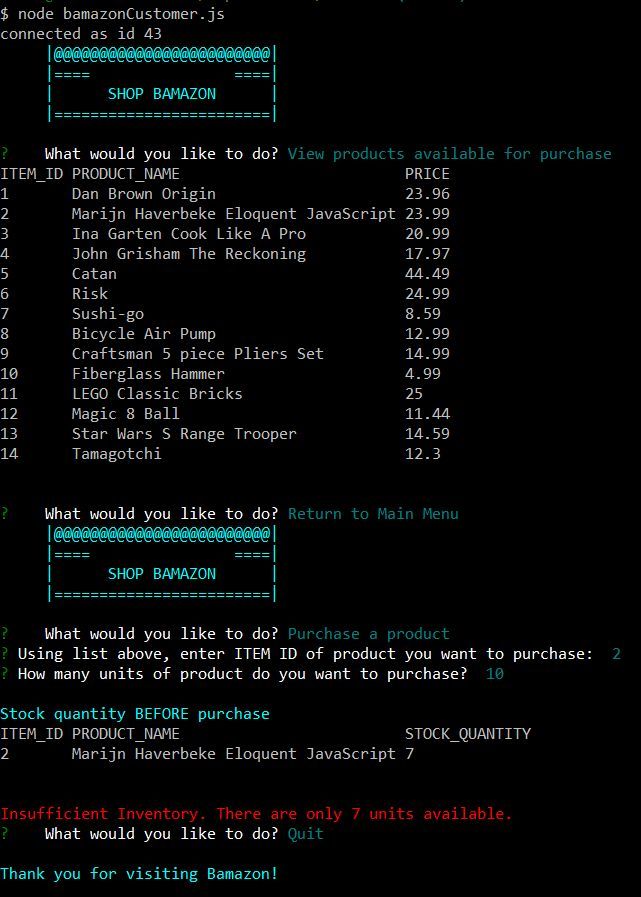 $ node bamazonCustomer.js
connected as id 43
|@@@@@@@@@@@@@@@@@@@@@@@@|
|====                ====|
|      SHOP BAMAZON      |
|========================|
?    What would you like to do? View products available for purchase
ITEM_ID PRODUCT_NAME                         PRICE
1       Dan Brown Origin                     23.96
2       Marijn Haverbeke Eloquent JavaScript 23.99
3       Ina Garten Cook Like A Pro           20.99
4       John Grisham The Reckoning           17.97
5       Catan                                44.49
6       Risk                                 24.99
7       Sushi-go                             8.59
8       Bicycle Air Pump                     12.99
9       Craftsman 5 piece Pliers Set         14.99
10      Fiberglass Hammer                    4.99
11      LEGO Classic Bricks                  25
12      Magic 8 Ball                         11.44
13      Star Wars S Range Trooper            14.59
14      Tamagotchi                           12.3
?    What would you like to do? Return to Main Menu
|@@@@@@@@@@@@@@@@@@@@@@@@|
|====                ====|
|      SHOP BAMAZON      |
|========================|
?    What would you like to do? Purchase a product
? Using list above, enter ITEM ID of product you want to purchase:  2
? How many units of product do you want to purchase?  10
Stock quantity BEFORE purchase
ITEM_ID PRODUCT_NAME                         STOCK_QUANTITY
2       Marijn Haverbeke Eloquent JavaScript 7
Insufficient Inventory. There are only 7 units available.
?    What would you like to do? Quit
Thank you for visiting Bamazon!